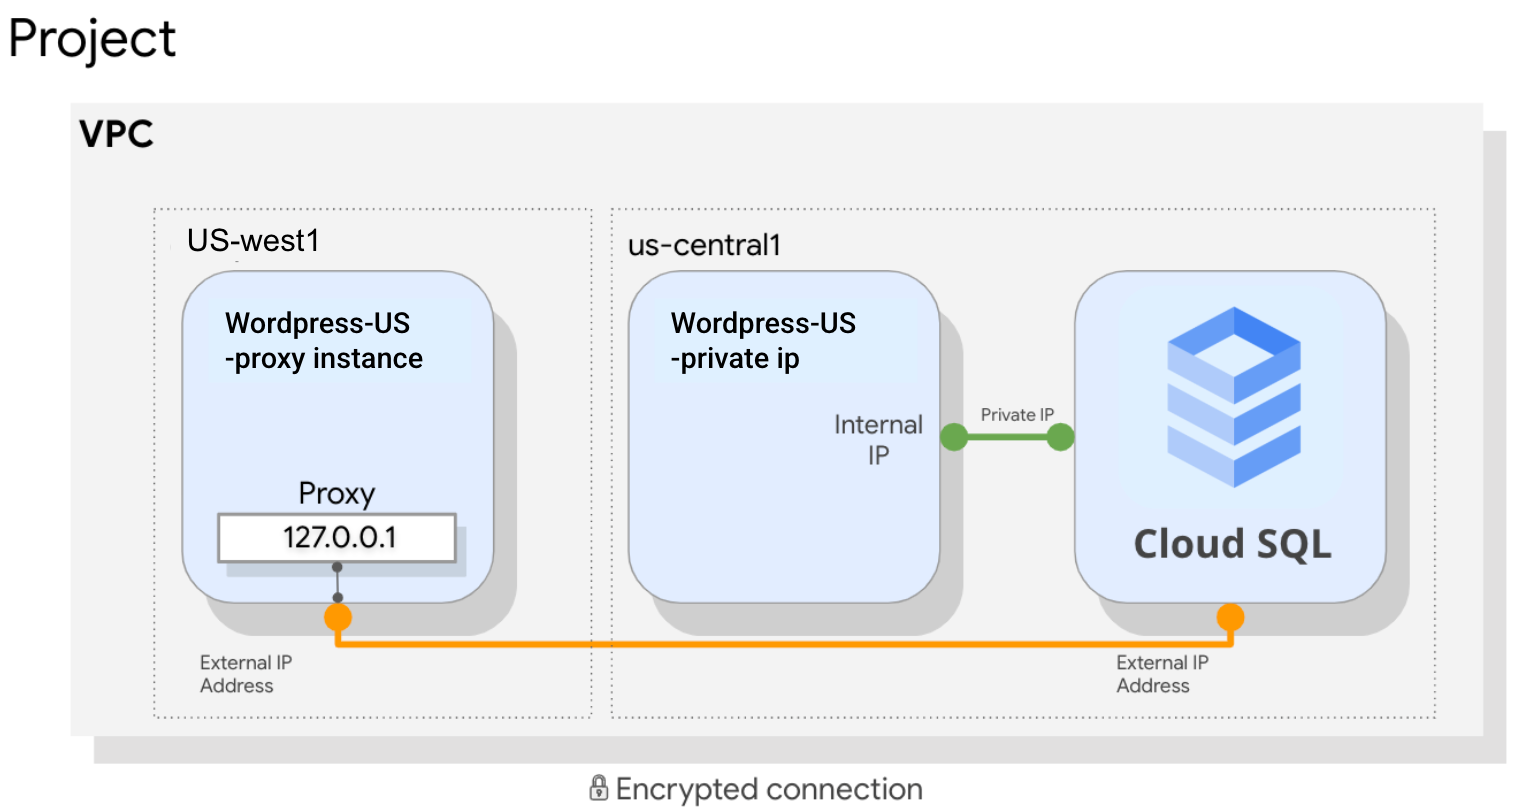 Project
VPC
US-west1
Wordpress-US
-proxy instance
Proxy
127.0.0.1
External IP
Address
us-central1
Wordpress-US
-private ip
Internal
IP
Private IP
Cloud SQL
External IP
Address
Encrypted connection